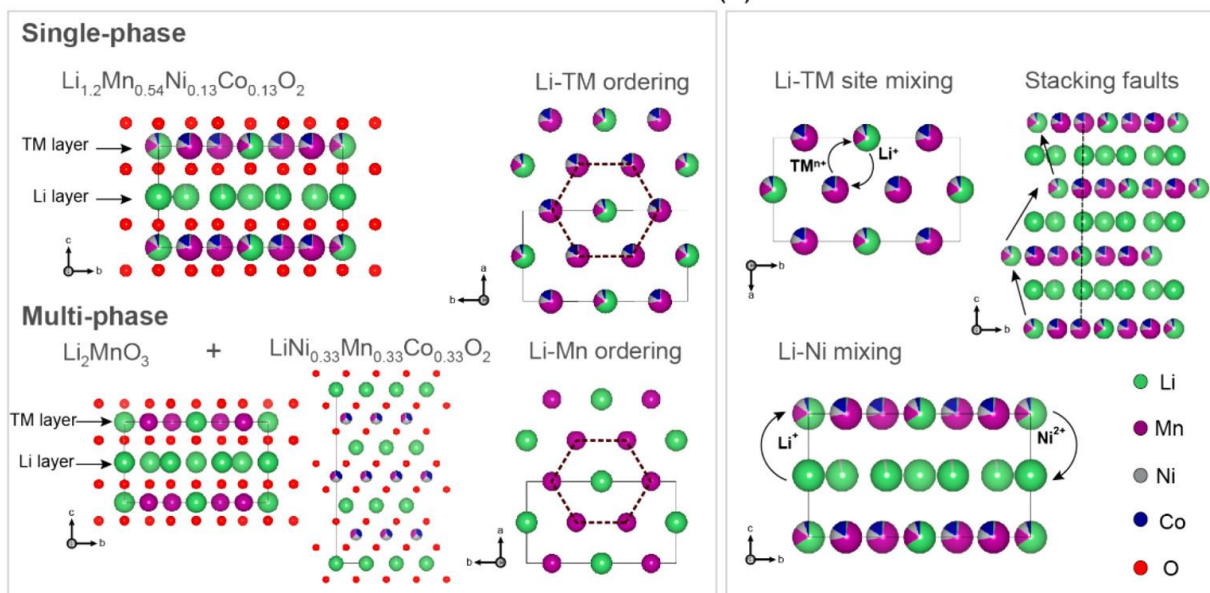 Single-phase
Li1.2Mn0.54Ni0.13Co0.13O2
TM layer
Li layer
c
b
Li-TM ordering
a
b
Multi-phase
Li2MnO3 + LiNi0.33Mn0.33Co0.33O2
TM layer
Li layer
c
b
Li-Mn ordering
a
b
Li-TM site mixing
TMn+
Li+
b
a
Stacking faults
c
b
Li-Ni mixing
Li+
Ni2+
c
b
Li
Mn
Ni
Co
O